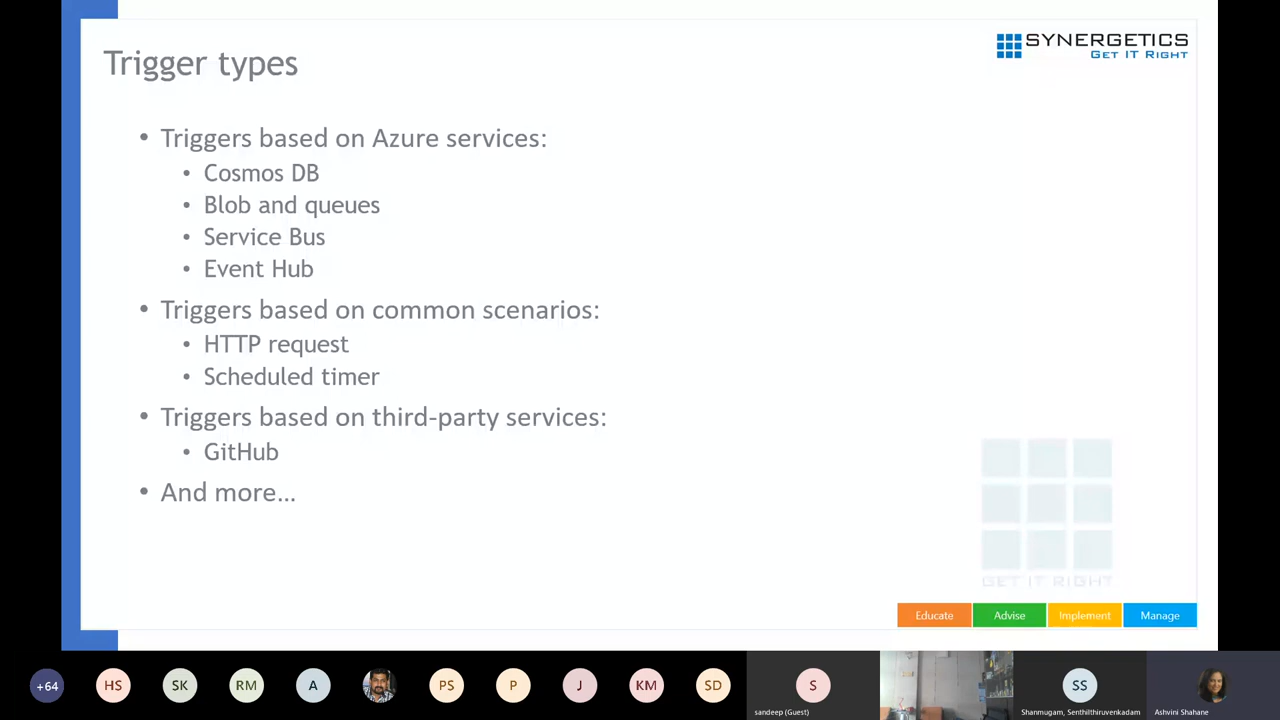 SYNERGETICS
GET IT RIGHT
Trigger types
• Triggers based on Azure services:
• Cosmos DB
• Blob and queues
• Service Bus
• Event Hub
• Triggers based on common scenarios:
• HTTP request
• Scheduled timer
• Triggers based on third-party services:
• GitHub
• And more...
GET IT RIGHT
Educate Advise Implement Manage
+64 HS SK RM A PS P J KM SD S SS
sandeep (Guest) Shanmugam, Senthilthiruvenkadam Ashvini Shahane